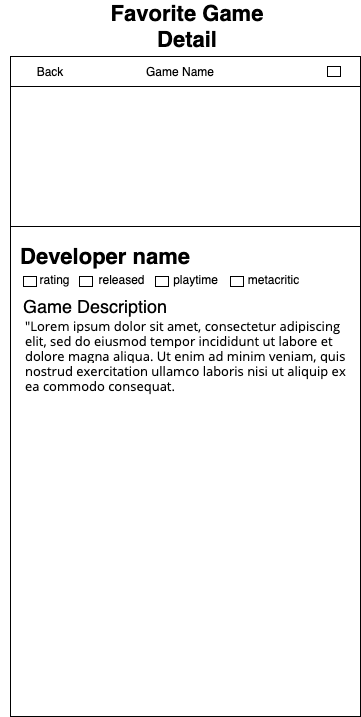 Favorite Game
Detail
Back Game Name
Developer name
rating released playtime metacritic
Game Description
"Lorem ipsum dolor sit amet, consectetur adipiscing
elit, sed do eiusmod tempor incididunt ut labore et
dolore magna aliqua. Ut enim ad minim veniam, quis
nostrud exercitation ullamco laboris nisi ut aliquip ex
ea commodo consequat.